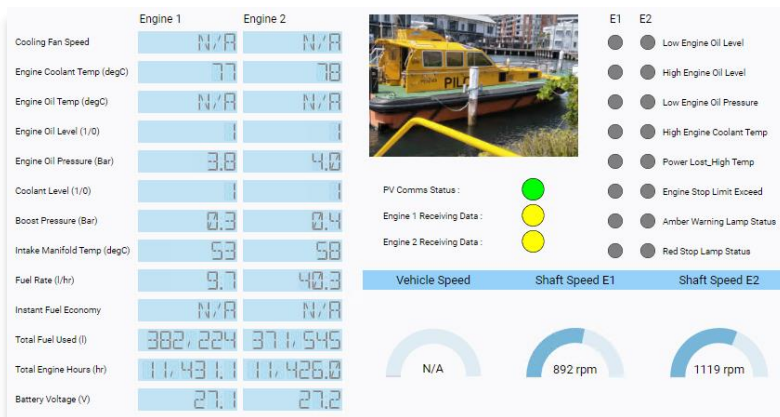 Engine 1 Engine 2
Cooling Fan Speed N/A N/A
Engine Coolant Temp (degC) 77 78
Engine Oil Temp (degC) N/A N/A
Engine Oil Level (1/0) 1 1
Engine Oil Pressure (Bar) 3.8 4.0
Coolant Level (1/0) 1 1
Boost Pressure (Bar) 0.3 0.4
Intake Manifold Temp (degC) 53 58
Fuel Rate (l/hr) 9.7 40.3
Instant Fuel Economy N/A N/A
Total Fuel Used (l) 382,224 371,545
Total Engine Hours (hr) 11,431.1 11,426.0
Battery Voltage (V) 27.1 27.2
PILO
PV Comms Status :
Engine 1 Receiving Data :
Engine 2 Receiving Data :
E1 E2
Low Engine Oil Level
High Engine Oil Level
Low Engine Oil Pressure
High Engine Coolant Temp
Power Lost_High Temp
Engine Stop Limit Exceed
Amber Warning Lamp Status
Red Stop Lamp Status
Vehicle Speed Shaft Speed E1 Shaft Speed E2
N/A 892 rpm 1119 rpm